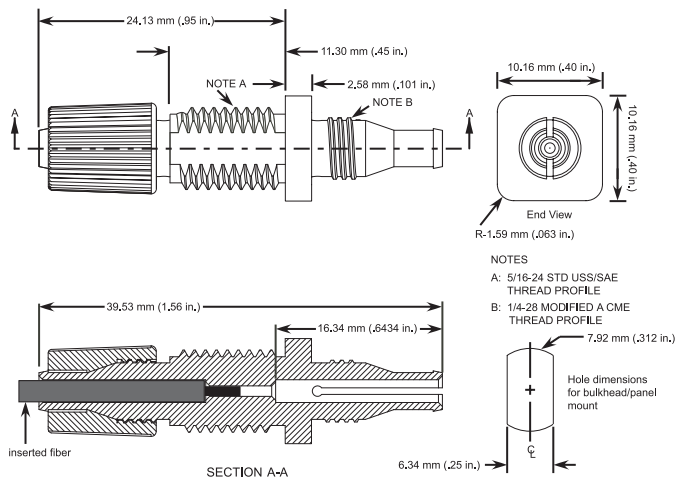 24.13 mm (.95 in.)
11.30 mm (.45 in.)
10.16 mm (.40 in.)
NOTE A
2.58 mm (.101 in.)
NOTE B
A
A
10.16 mm (.40 in.)
End View
R-1.59 mm (.063 in.)
NOTES
A: 5/16-24 STD USS/SAE
THREAD PROFILE
B: 1/4-28 MODIFIED A CME
THREAD PROFILE
39.53 mm (1.56 in.)
16.34 mm (.6434 in.)
7.92 mm (.312 in.)
Hole dimensions
for bulkhead/panel
mount
inserted fiber
SECTION A-A
6.34 mm (.25 in.)
℄